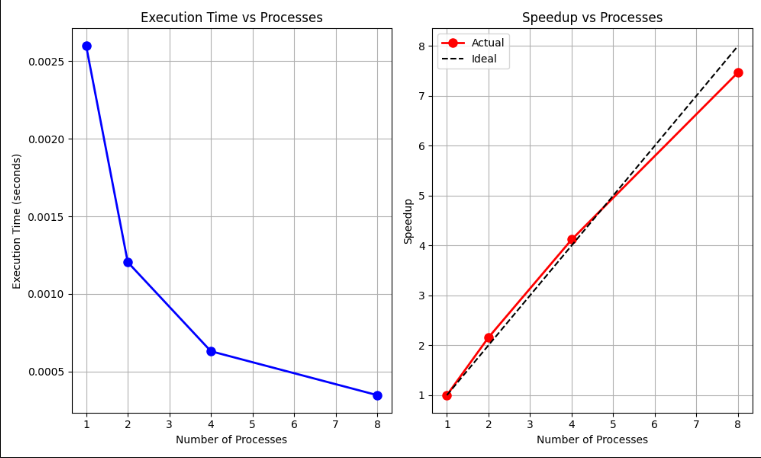 Execution Time vs Processes
Execution Time (seconds)
0.0025
0.0020
0.0015
0.0010
0.0005
1 2 3 4 5 6 7 8
Number of Processes
Speedup vs Processes
Actual
Ideal
Speedup
8
7
6
5
4
3
2
1
1 2 3 4 5 6 7 8
Number of Processes